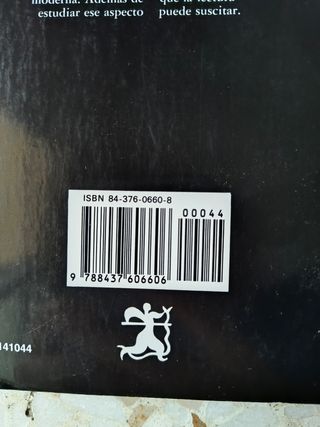 moderna. Además de
estudiar ese aspecto
que la lectura
puede suscitar.
ISBN 84-376-0660-8
00044
9 788437 606606
141044